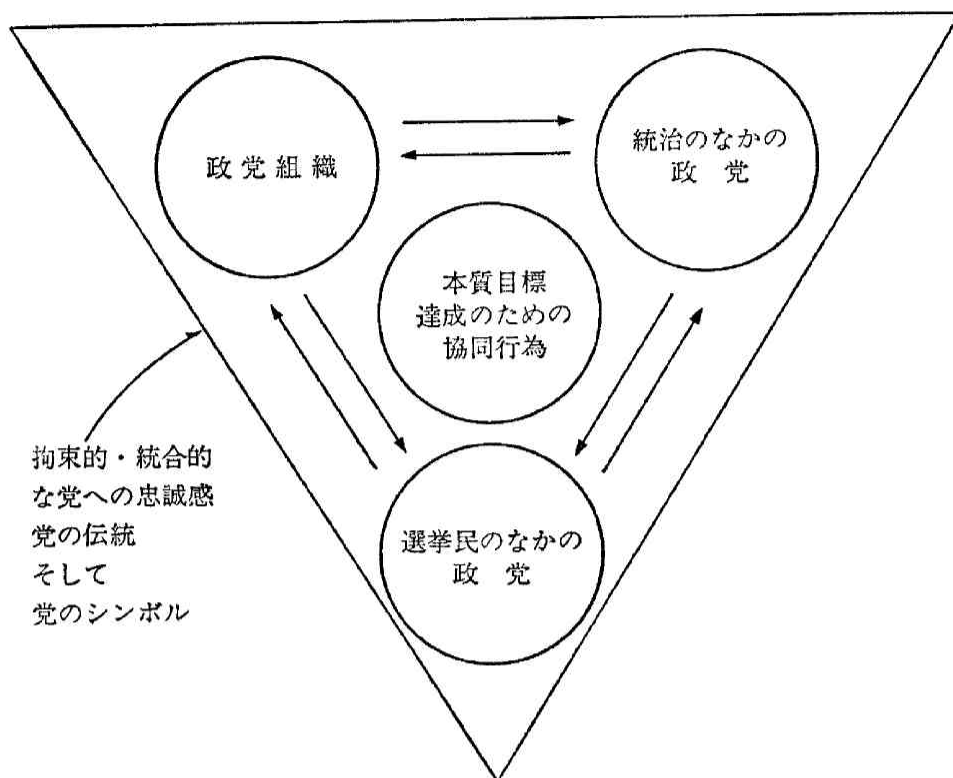 政党組織
統治のなかの
政党
本質目標
達成のための
協同行為
選挙民のなかの
政党
拘束的・統合的
な党への忠誠感
党の伝統
そして
党のシンボル